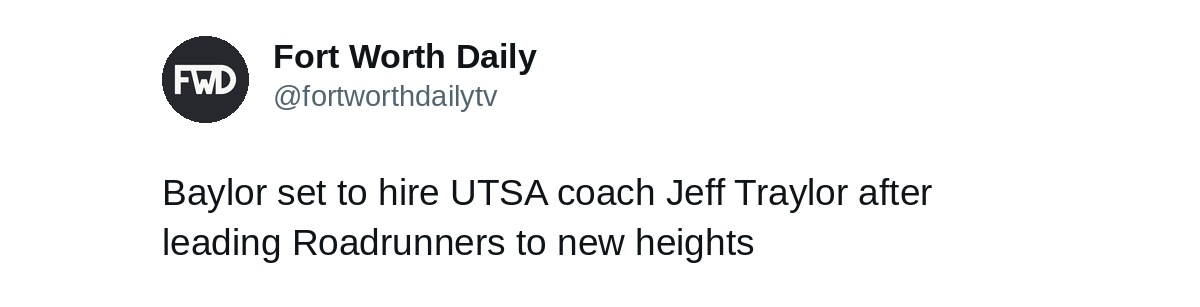 FWD
Fort Worth Daily
@fortworthdailytv
Baylor set to hire UTSA coach Jeff Traylor after
leading Roadrunners to new heights